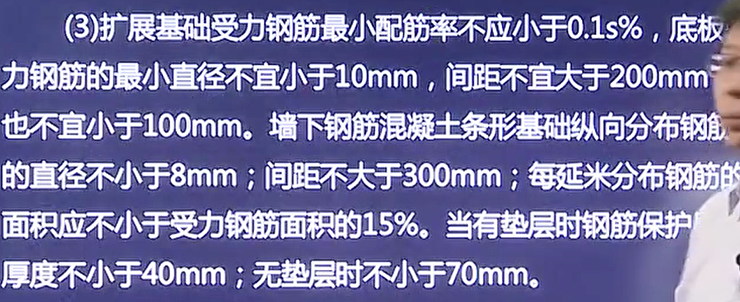 (3)扩展基础受力钢筋最小配筋率不应小于0.1s%，底板
力钢筋的最小直径不宜小于10mm，间距不宜大于200mm
也不宜小于100mm。墙下钢筋混凝土条形基础纵向分布钢筋
的直径不小于8mm；间距不大于300mm；每延米分布钢筋的
面积应不小于受力钢筋面积的15%。当有垫层时钢筋保护
厚度不小于40mm；无垫层时不小于70mm。